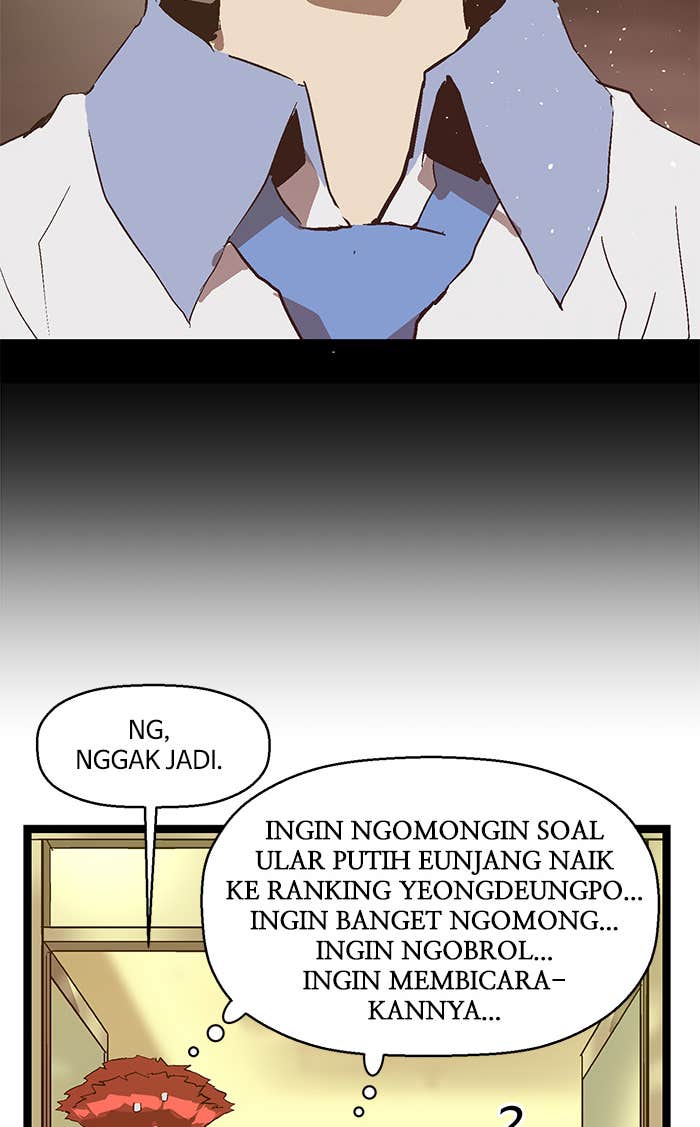 NG,
NGGAK JADI.
INGIN NGOMONGIN SOAL
ULAR PUTIH EUNJANG NAIK
KE RANKING YEONGDEUNGPO...
INGIN BANGET NGOMONG...
INGIN NGOBROL...
INGIN MEMBICARA-
KANNYA...
?